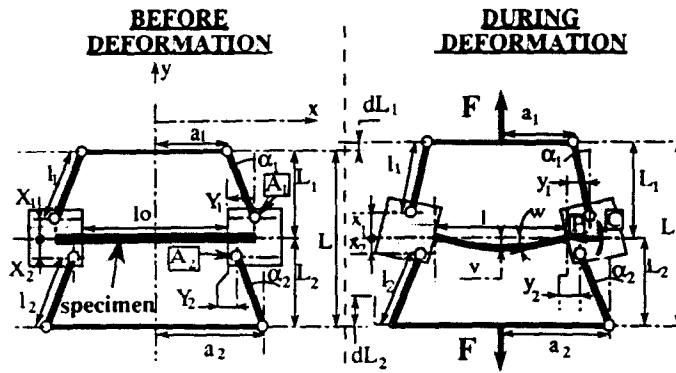 BEFORE
DEFORMATION
DURING
DEFORMATION
y
x
a1
α1
l1
X1
Y1
A1
L1
lo
L
X2
A2
L2
l2
specimen
Y2
α2
a2
dL1
F
a1
α1
l1
y1
L1
x1
l
w
C
L
x2
v
L2
l2
y2
α2
dL2
F
a2